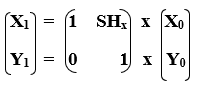 X₁ = 1 SHₓ x X₀
Y₁ = 0 1 x Y₀